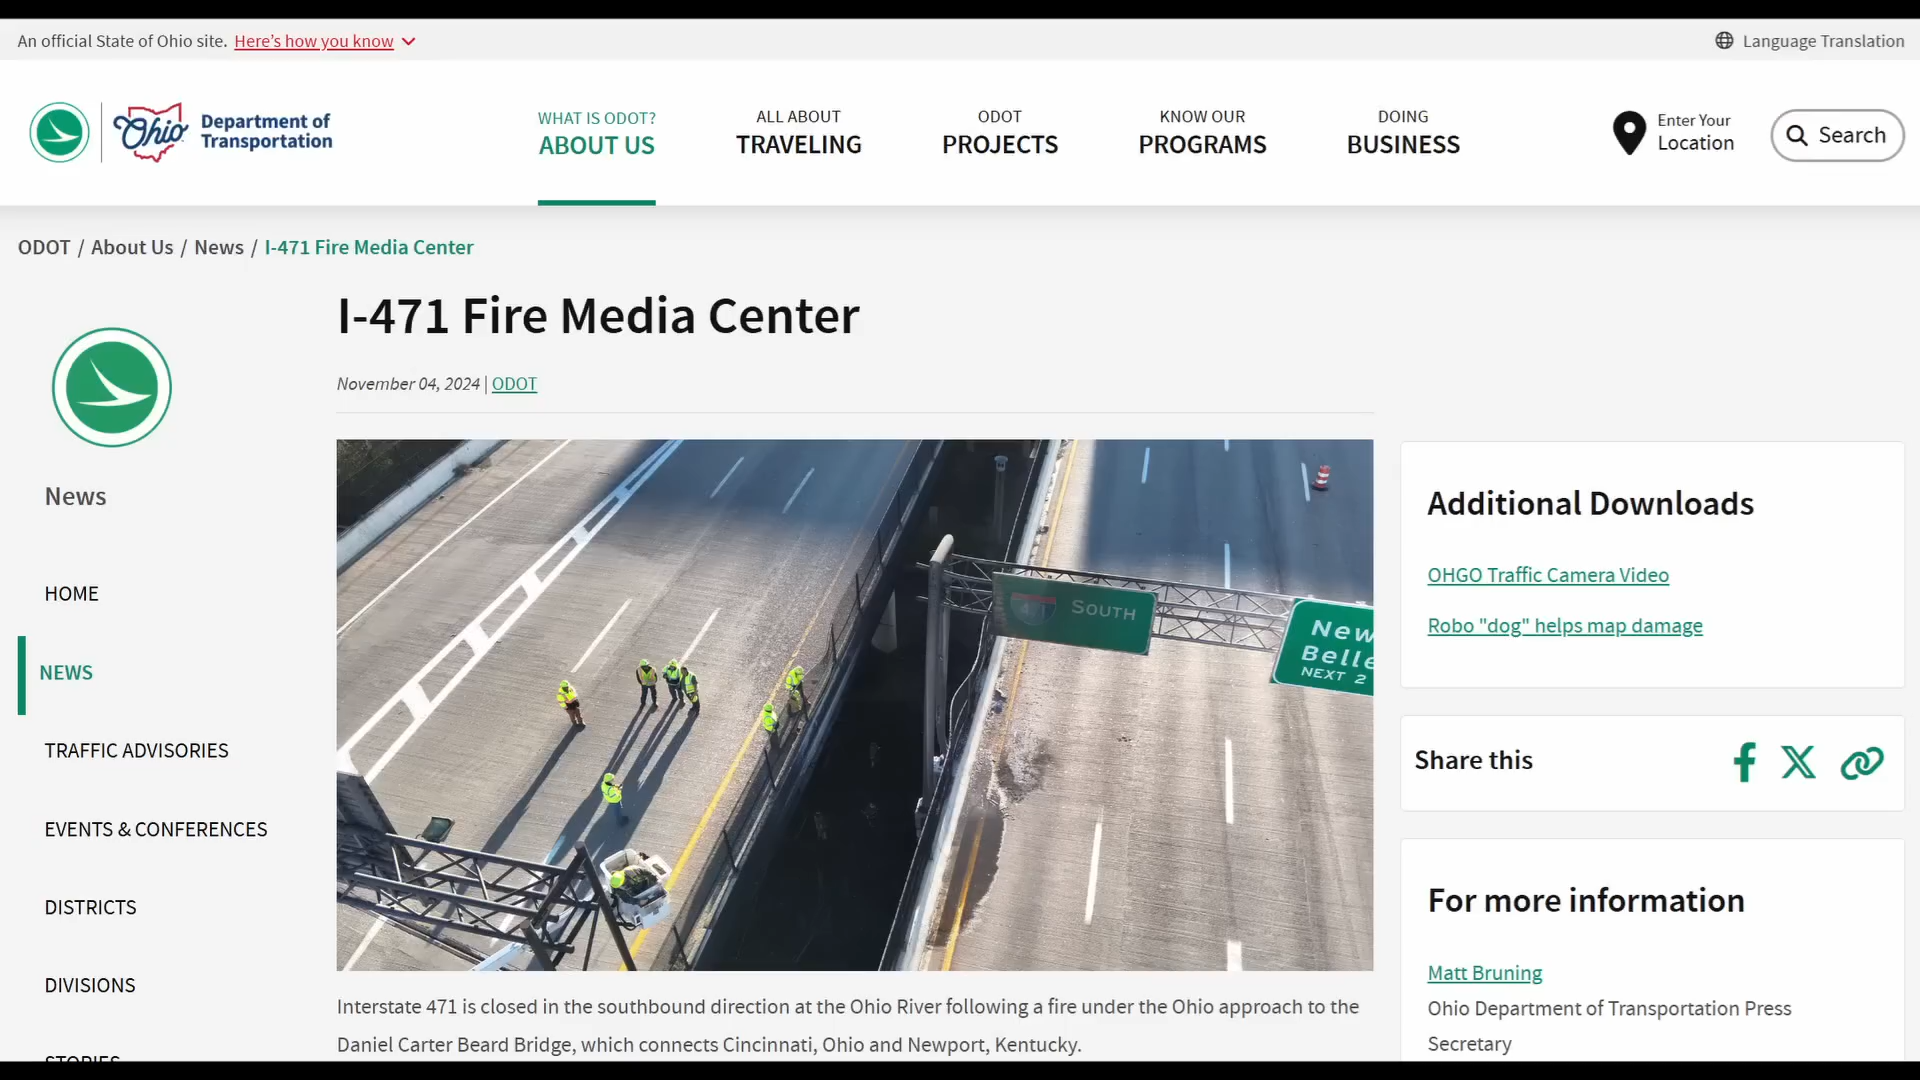 An official State of Ohio site. Here's how you know
Language Translation
Ohio
Department of
Transportation
WHAT IS ODOT?
ABOUT US
ALL ABOUT
TRAVELING
ODOT
PROJECTS
KNOW OUR
PROGRAMS
DOING
BUSINESS
Enter Your
Location
Search
ODOT / About Us / News / I-471 Fire Media Center
I-471 Fire Media Center
November 04, 2024 | ODOT
News
HOME
NEWS
TRAFFIC ADVISORIES
EVENTS & CONFERENCES
DISTRICTS
DIVISIONS
STORIES
471 SOUTH
New
Belle
NEXT 2
Interstate 471 is closed in the southbound direction at the Ohio River following a fire under the Ohio approach to the
Daniel Carter Beard Bridge, which connects Cincinnati, Ohio and Newport, Kentucky.
Additional Downloads
OHGO Traffic Camera Video
Robo "dog" helps map damage
Share this
For more information
Matt Bruning
Ohio Department of Transportation Press
Secretary